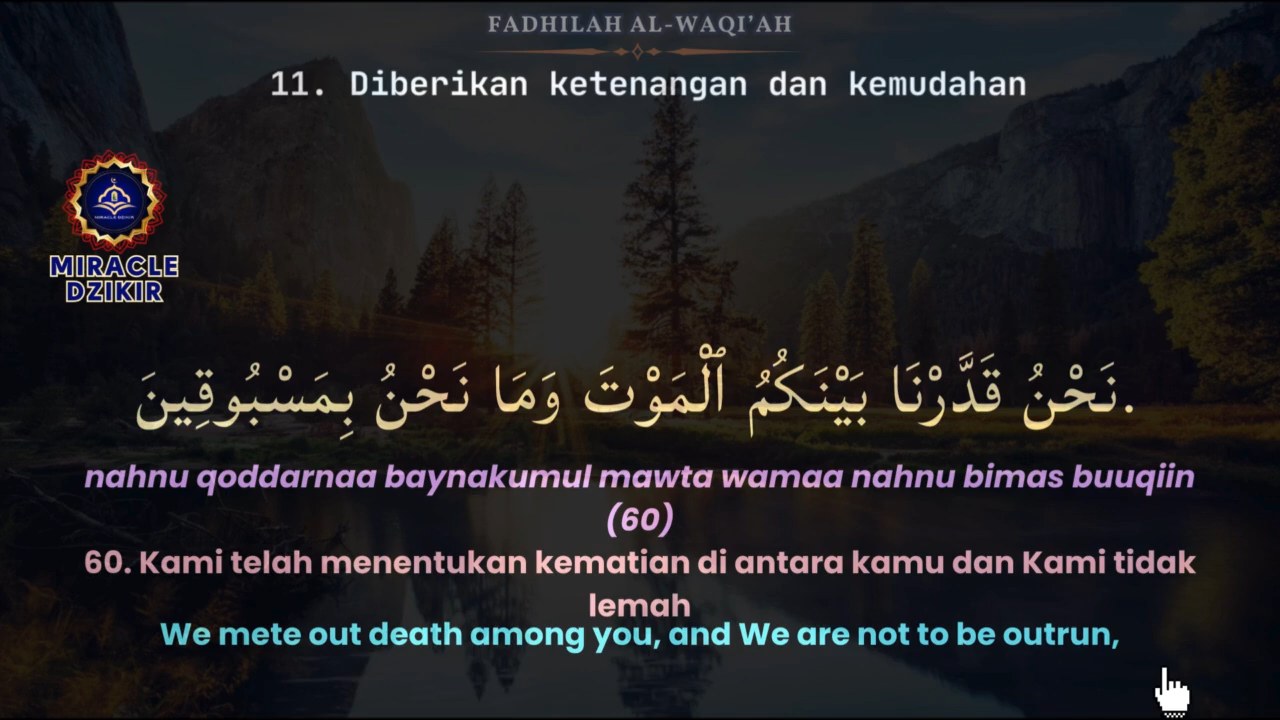 FADHILAH AL-WAQI'AH
11. Diberikan ketenangan dan kemudahan
MIRACLE
DZIKIR
نَحْنُ قَدَّرْنَا بَيْنَكُمُ ٱلْمَوْتَ وَمَا نَحْنُ بِمَسْبُوقِينَ.
nahnu qoddarnaa baynakumul mawta wamaa nahnu bimas buuqiin
(60)
60. Kami telah menentukan kematian di antara kamu dan Kami tidak
lemah
We mete out death among you, and We are not to be outrun,